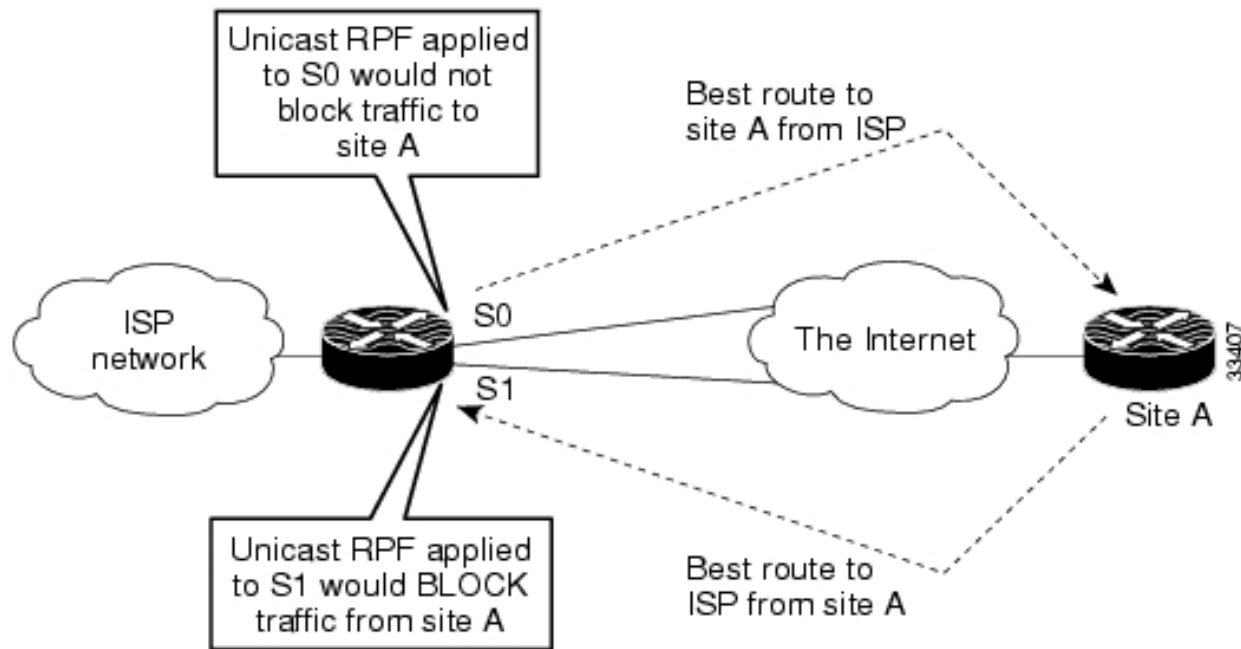 Unicast RPF applied
to S0 would not
block traffic to
site A
Best route to
site A from ISP
ISP
network
S0
S1
The Internet
Site A
33407
Unicast RPF applied
to S1 would BLOCK
traffic from site A
Best route to
ISP from site A